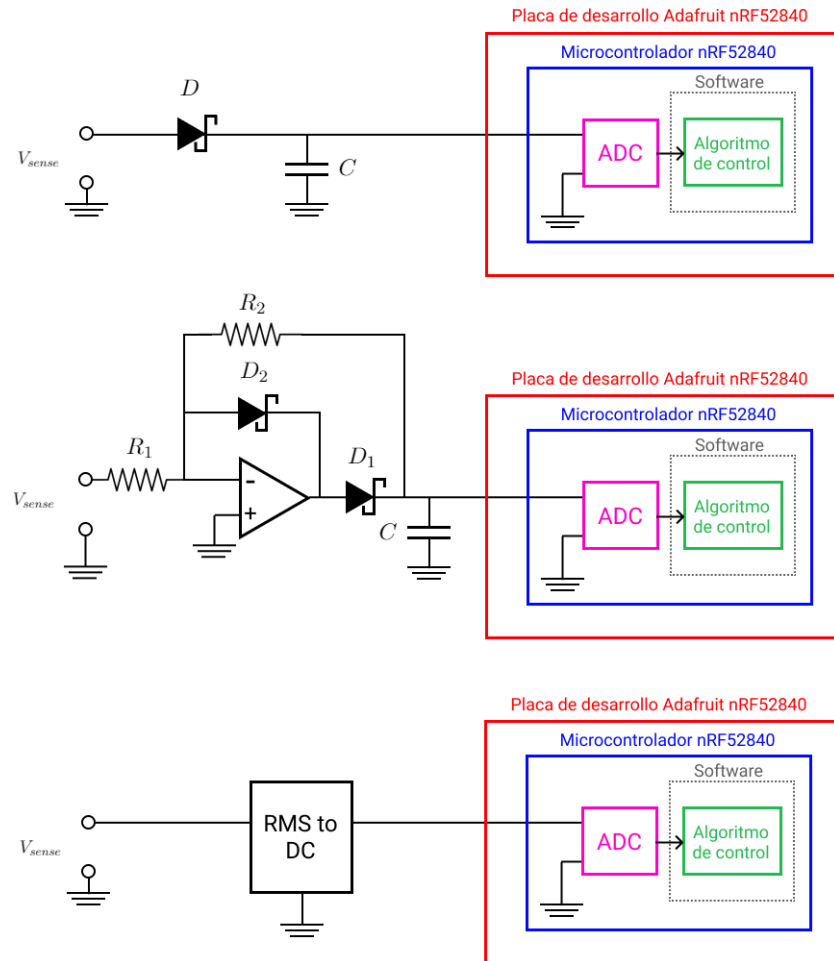 Placa de desarrollo Adafruit nRF52840
Microcontrolador nRF52840
Software
D
V_sense
C
ADC
Algoritmo
de control
R_2
Placa de desarrollo Adafruit nRF52840
D_2
Microcontrolador nRF52840
Software
R_1
D_1
V_sense
-
+
C
ADC
Algoritmo
de control
Placa de desarrollo Adafruit nRF52840
Microcontrolador nRF52840
Software
V_sense
RMS to
DC
ADC
Algoritmo
de control